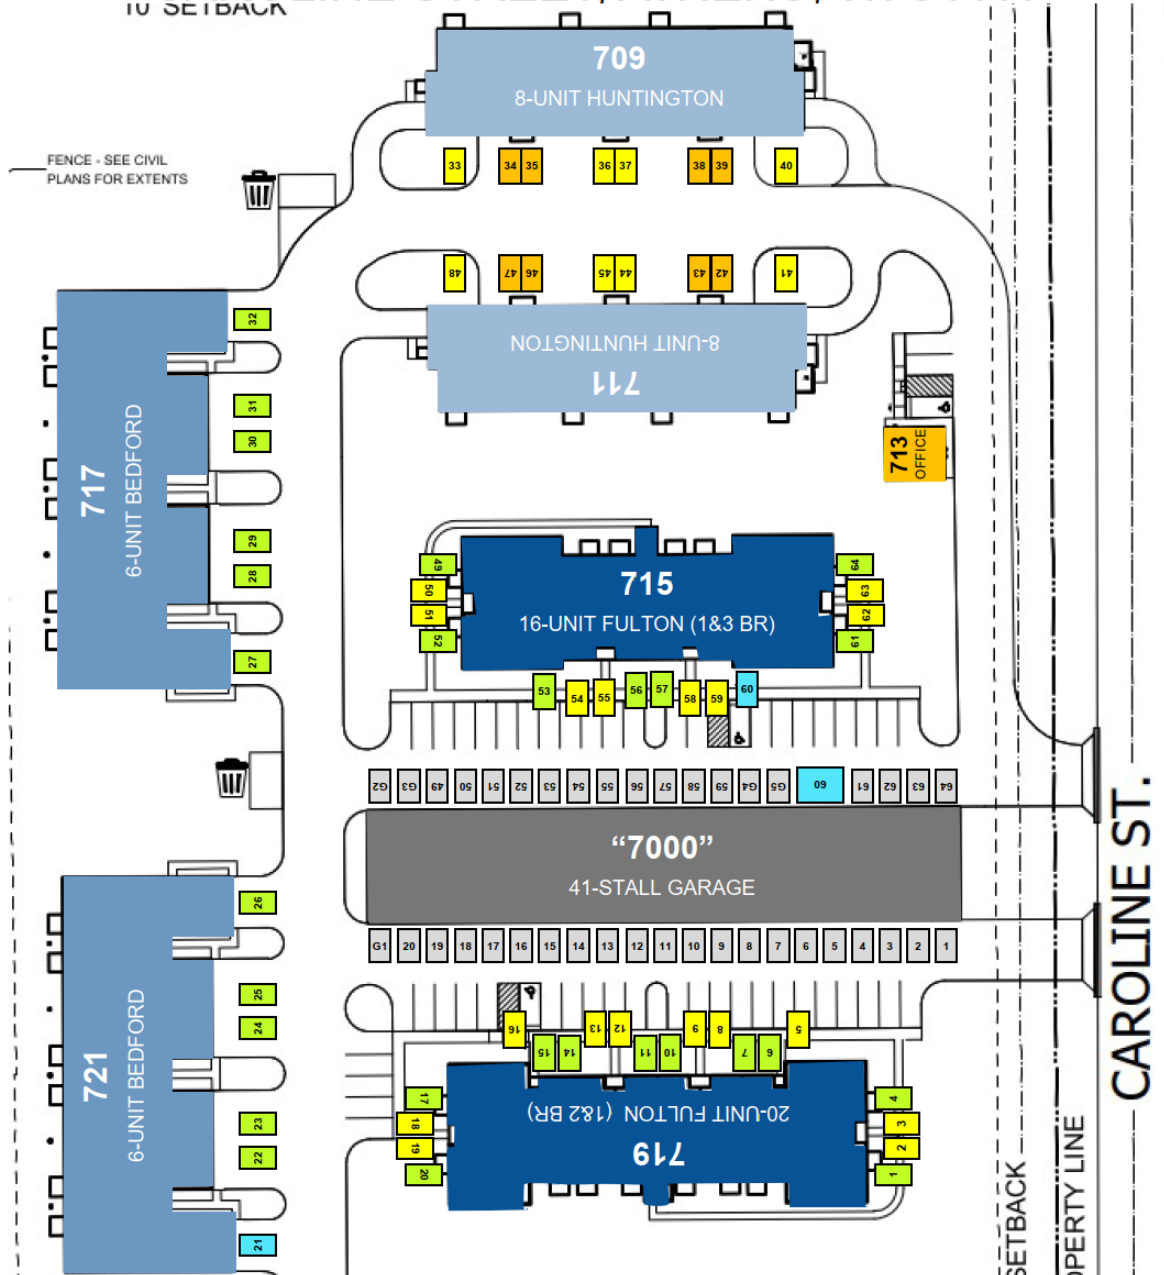 10' SETBACK
709
8-UNIT HUNTINGTON
FENCE - SEE CIVIL
PLANS FOR EXTENTS
33 34 35 36 37 38 39 40
48 47 46 45 44 43 42 41
8-UNIT HUNTINGTON
711
32
31
30
29
28
27
717
6-UNIT BEDFORD
713
OFFICE
715
16-UNIT FULTON (1&3 BR)
49
50
51
52
64
63
62
61
53 54 55 56 57 58 59 60
G2 G3 49 50 51 52 53 54 55 56 57 58 59 G4 G5 60 61 62 63 64
"7000"
41-STALL GARAGE
G1 20 19 18 17 16 15 14 13 12 11 10 9 8 7 6 5 4 3 2 1
26
25
24
23
22
21
721
6-UNIT BEDFORD
16 15 14 13 12 11 10 9 8 7 6 5
17
18
19
20
4
3
2
1
20-UNIT FULTON (1&2 BR)
719
CAROLINE ST.
SETBACK
PERTY LINE